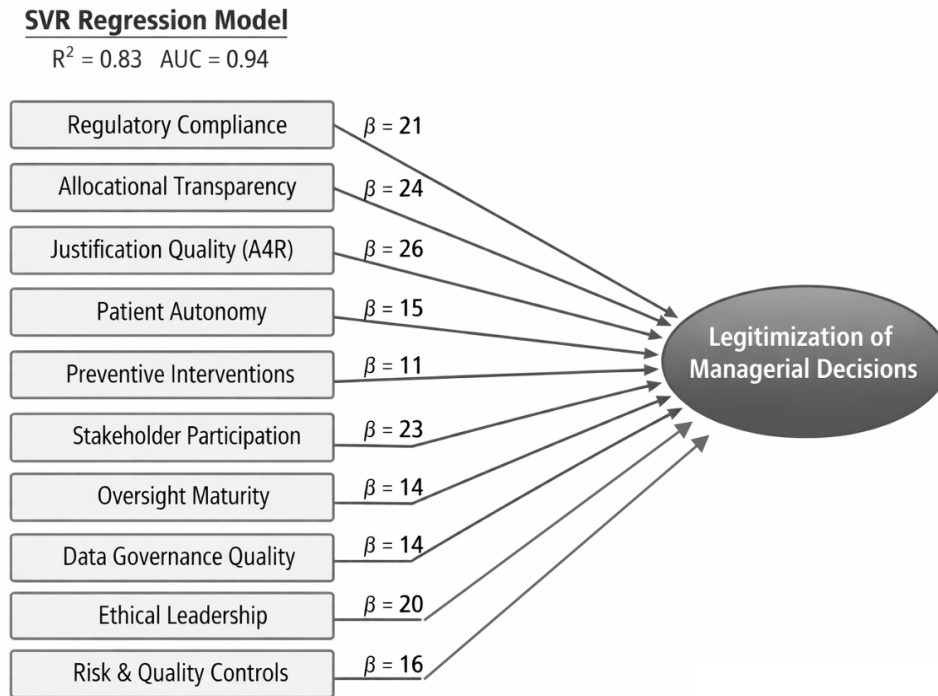 SVR Regression Model
R² = 0.83 AUC = 0.94
Regulatory Compliance
β = 21
Allocational Transparency
β = 24
Justification Quality (A4R)
β = 26
Patient Autonomy
β = 15
Preventive Interventions
β = 11
Stakeholder Participation
β = 23
Oversight Maturity
β = 14
Data Governance Quality
β = 14
Ethical Leadership
β = 20
Risk & Quality Controls
β = 16
Legitimization of
Managerial Decisions